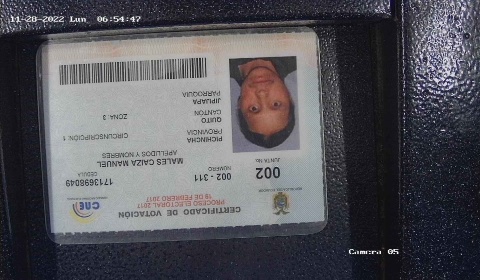 11-28-2022 Lun 06:54:47
CERTIFICADO DE VOTACIÓN
PROCESO ELECTORAL 2017
19 DE FEBRERO 2017
CNE
002
JUNTA No.
002 - 311
NÚMERO
1713698049
CÉDULA
MALES CAIZA MANUEL
APELLIDOS Y NOMBRES
PICHINCHA
PROVINCIA
CIRCUNSCRIPCIÓN: 1
QUITO
CANTÓN
ZONA: 3
JIPIJAPA
PARROQUIA
Camera 05